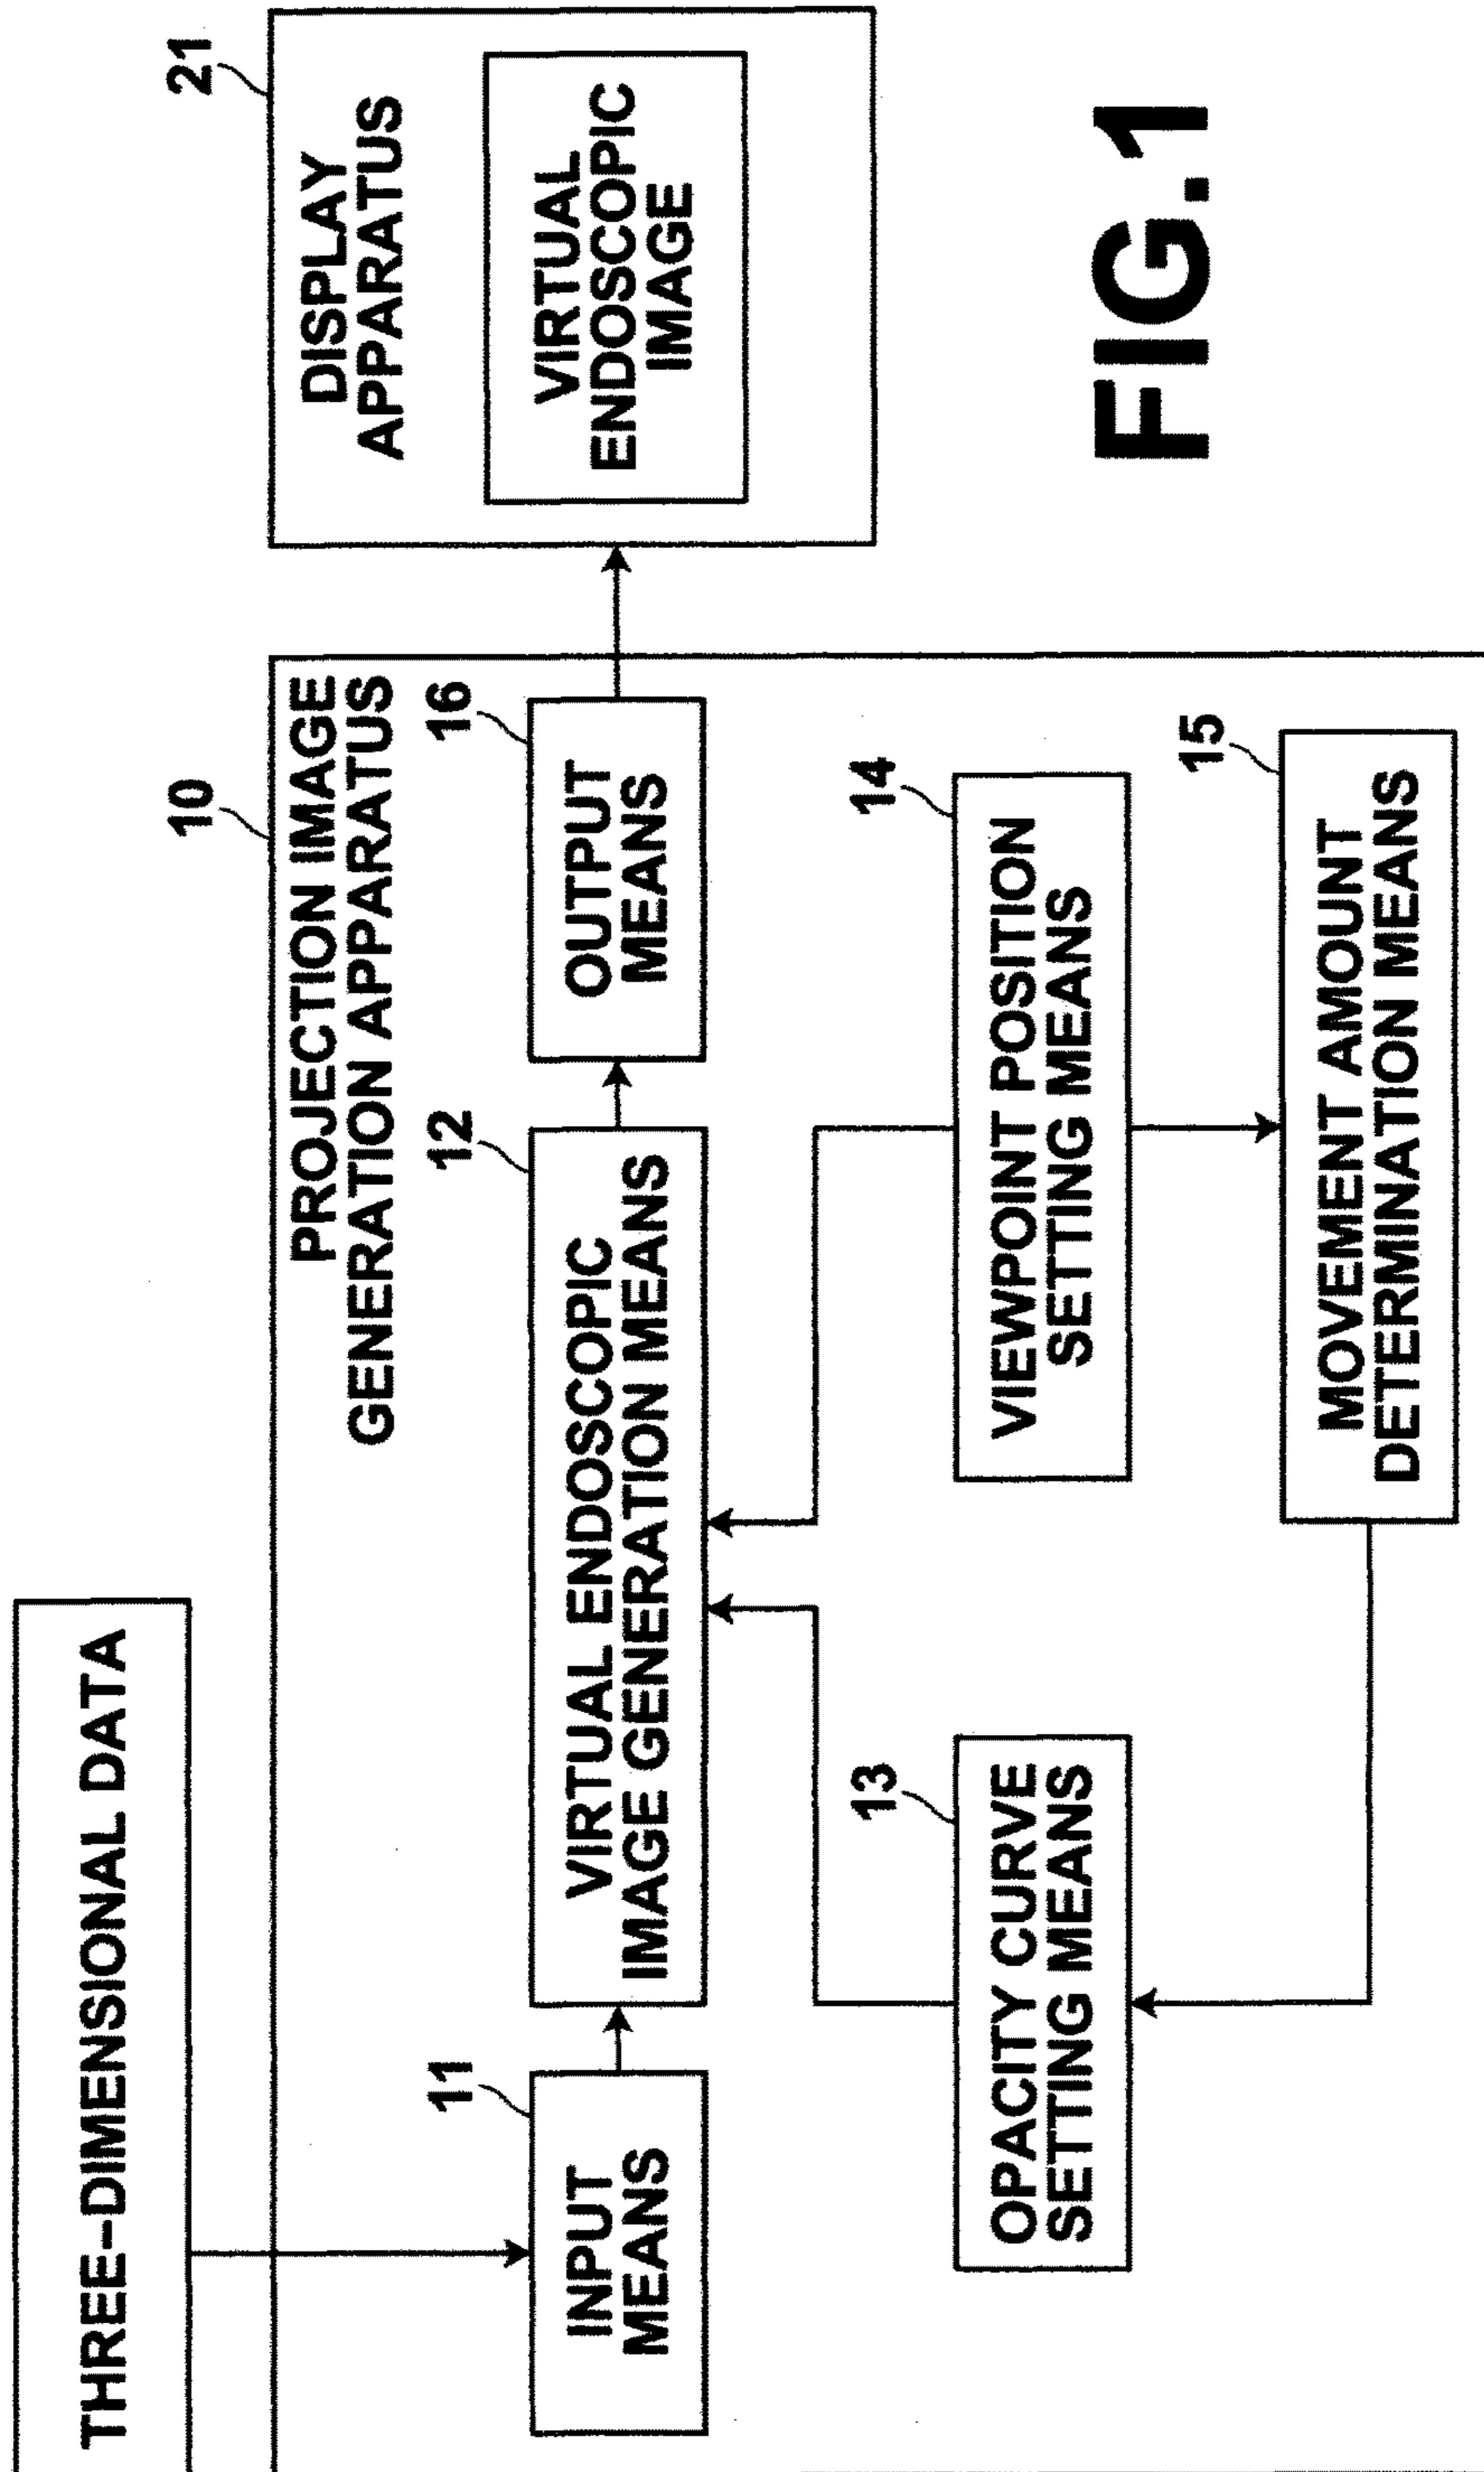 THREE-DIMENSIONAL DATA
10
PROJECTION IMAGE
GENERATION APPARATUS
21
DISPLAY
APPARATUS
VIRTUAL
ENDOSCOPIC
IMAGE
11
INPUT
MEANS
12
VIRTUAL ENDOSCOPIC
IMAGE GENERATION MEANS
16
OUTPUT
MEANS
13
OPACITY CURVE
SETTING MEANS
14
VIEWPOINT POSITION
SETTING MEANS
15
MOVEMENT AMOUNT
DETERMINATION MEANS
FIG.1